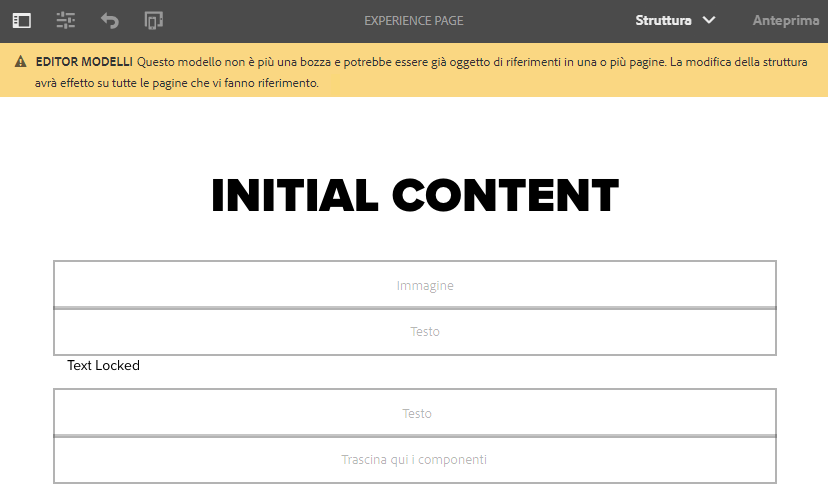 EXPERIENCE PAGE Struttura Anteprima
EDITOR MODELLI Questo modello non è più una bozza e potrebbe essere già oggetto di riferimenti in una o più pagine. La modifica della struttura
avrà effetto su tutte le pagine che vi fanno riferimento.
INITIAL CONTENT
Immagine
Testo
Text Locked
Testo
Trascina qui i componenti